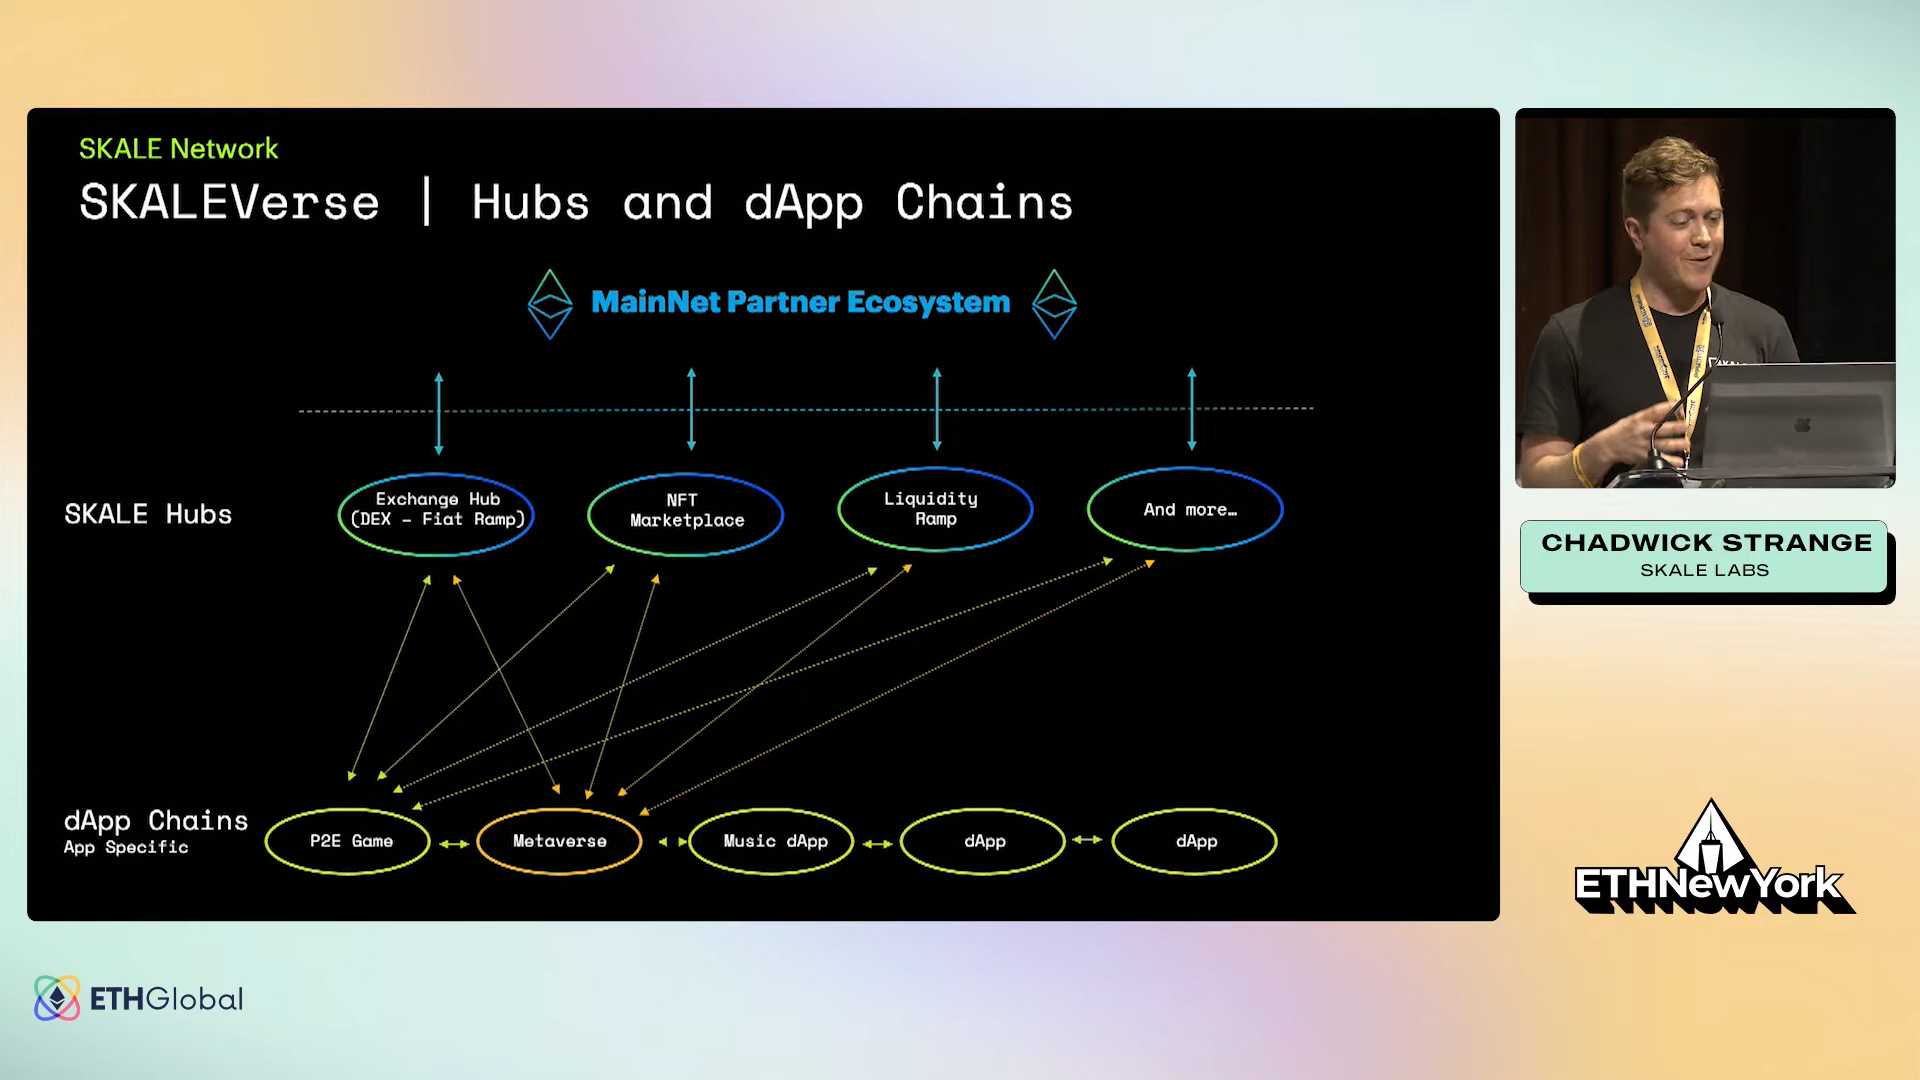 SKALE Network
SKALEVerse | Hubs and dApp Chains
MainNet Partner Ecosystem
SKALE Hubs
Exchange Hub
(DEX – Fiat Ramp)
NFT
Marketplace
Liquidity
Ramp
And more…
dApp Chains
App Specific
P2E Game
Metaverse
Music dApp
dApp
dApp
CHADWICK STRANGE
SKALE LABS
ETHNewYork
ETHGlobal